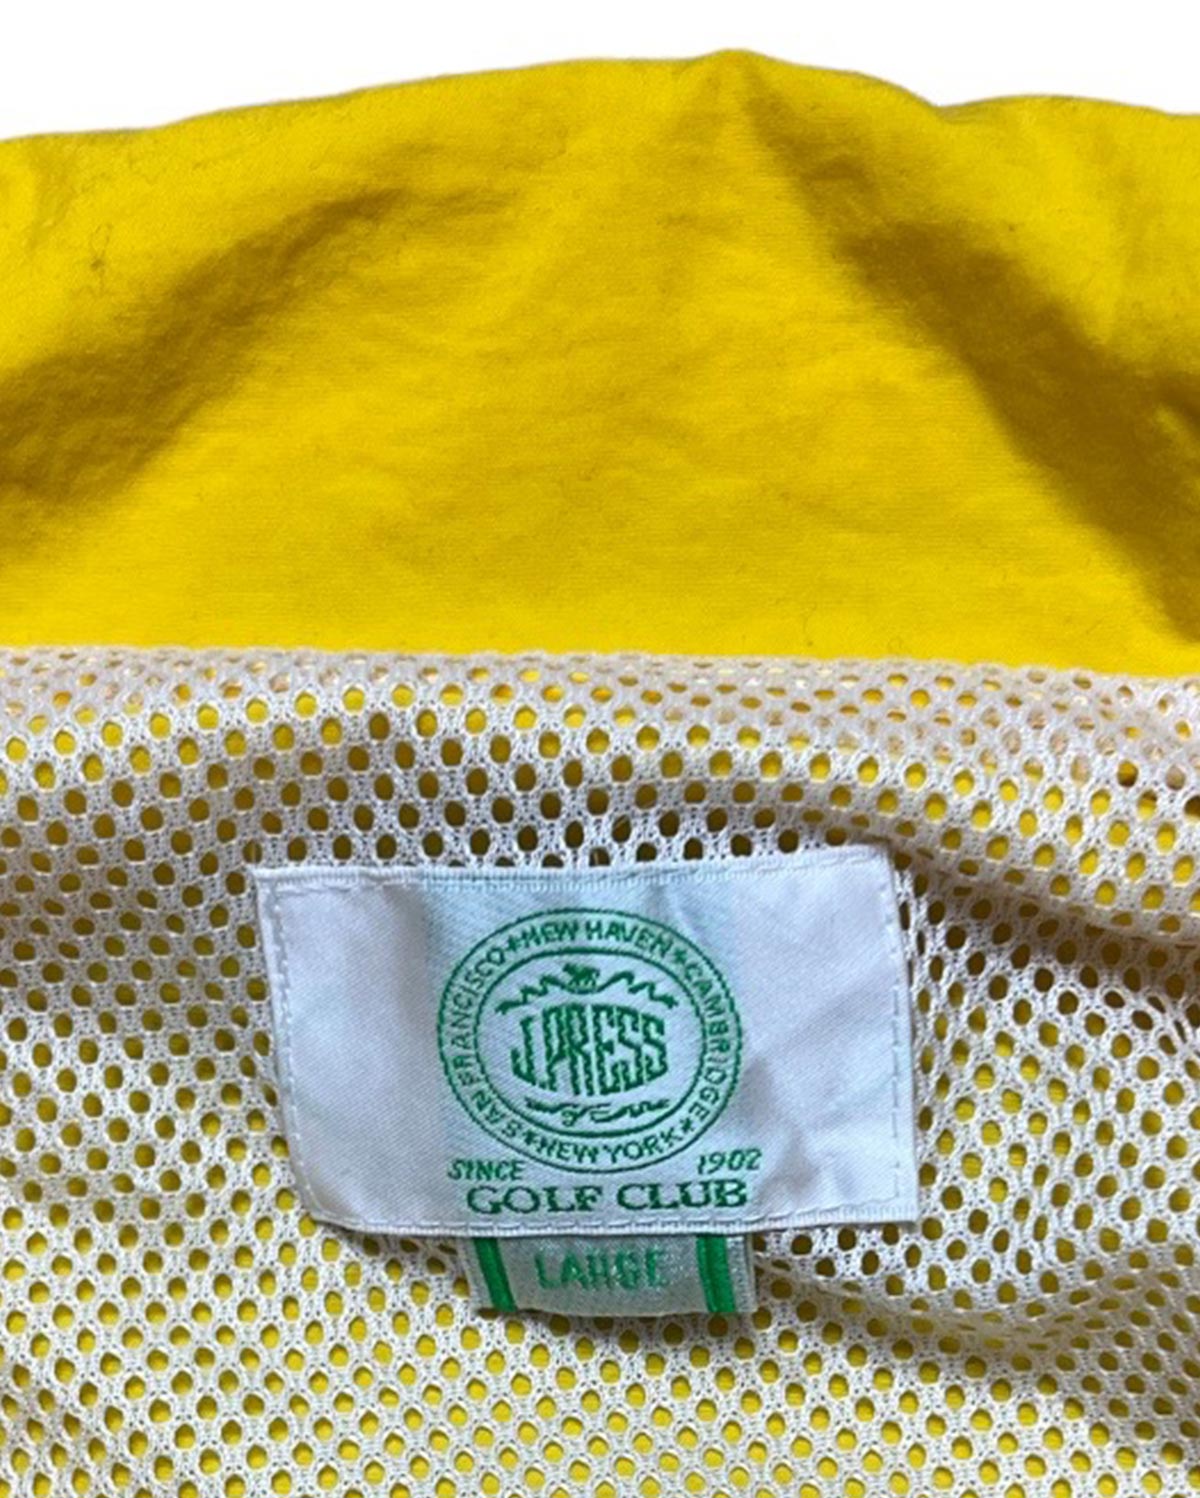 SAN FRANCISCO★NEW HAVEN★CAMBRIDGE★NEW YORK★
J.PRESS
SINCE 1902
GOLF CLUB
LARGE